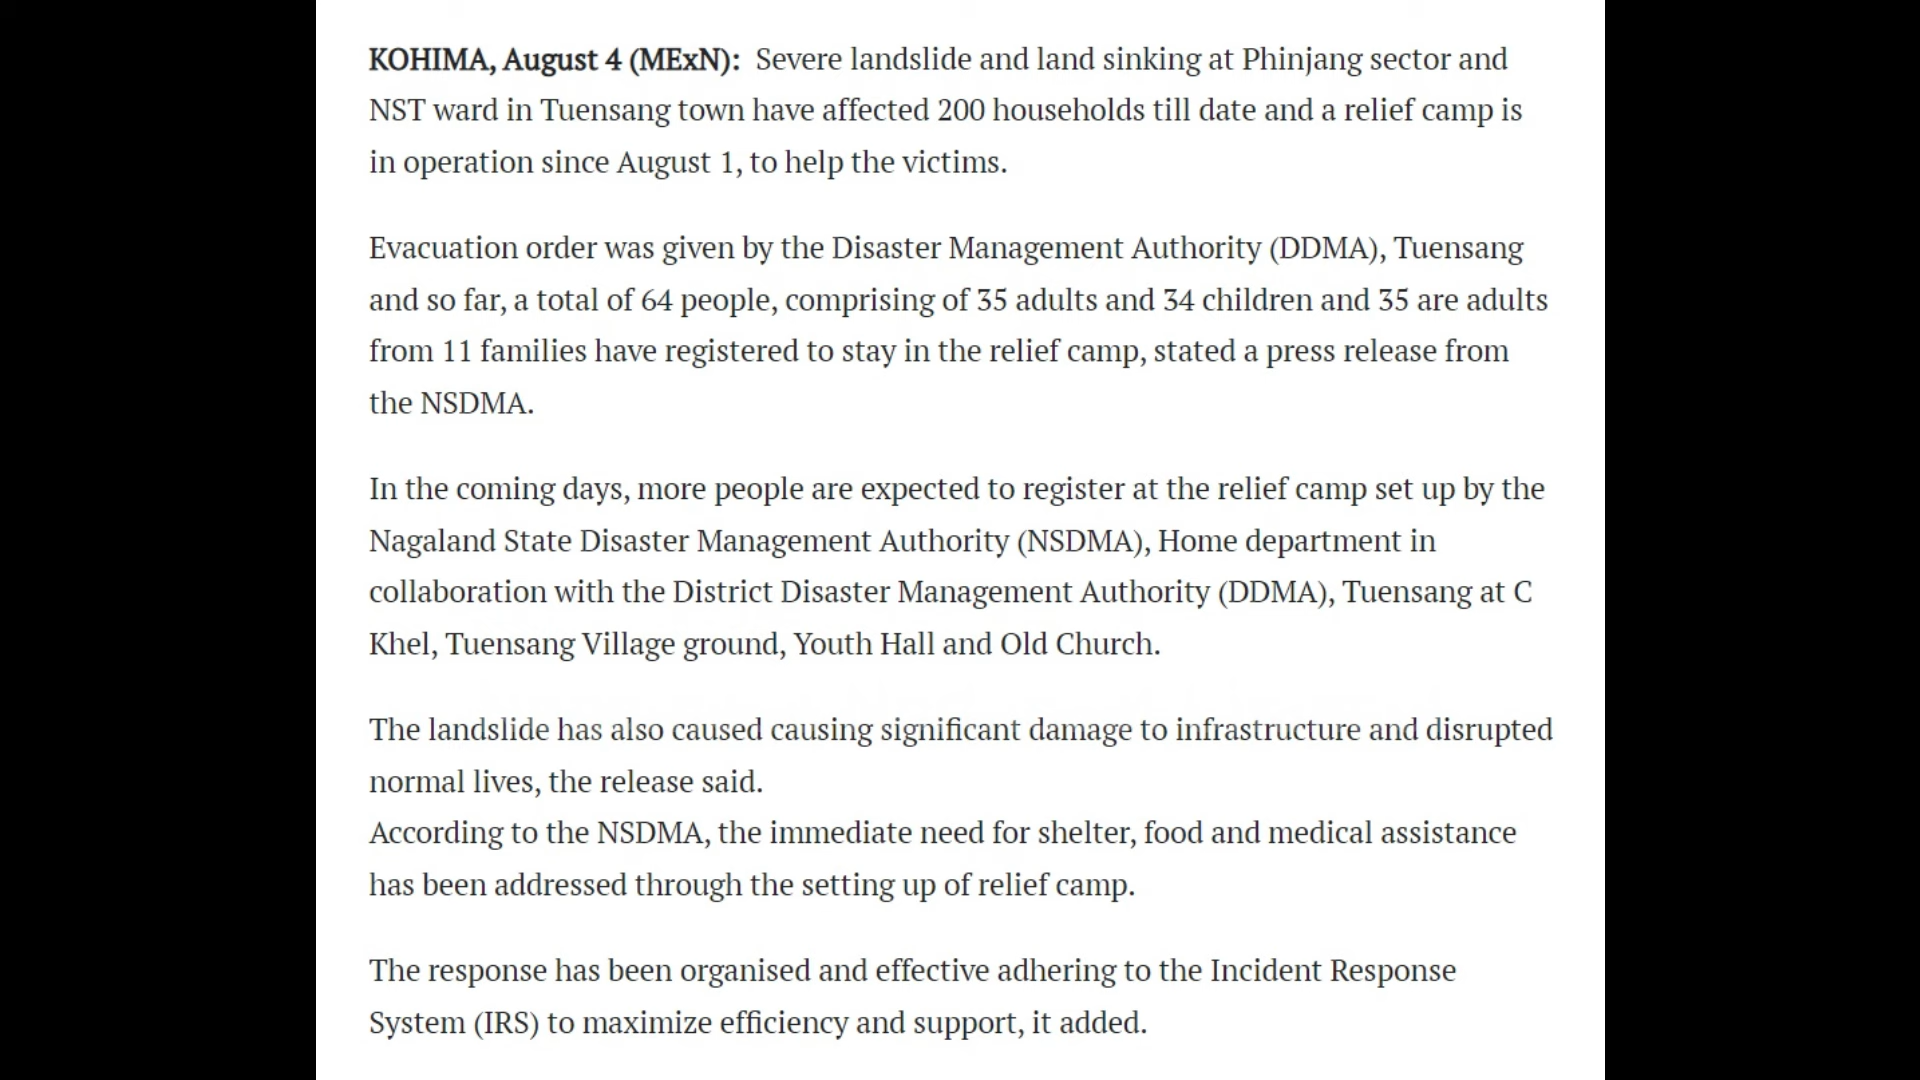 KOHIMA, August 4 (MExN): Severe landslide and land sinking at Phinjang sector and
NST ward in Tuensang town have affected 200 households till date and a relief camp is
in operation since August 1, to help the victims.
Evacuation order was given by the Disaster Management Authority (DDMA), Tuensang
and so far, a total of 64 people, comprising of 35 adults and 34 children and 35 are adults
from 11 families have registered to stay in the relief camp, stated a press release from
the NSDMA.
In the coming days, more people are expected to register at the relief camp set up by the
Nagaland State Disaster Management Authority (NSDMA), Home department in
collaboration with the District Disaster Management Authority (DDMA), Tuensang at C
Khel, Tuensang Village ground, Youth Hall and Old Church.
The landslide has also caused causing significant damage to infrastructure and disrupted
normal lives, the release said.
According to the NSDMA, the immediate need for shelter, food and medical assistance
has been addressed through the setting up of relief camp.
The response has been organised and effective adhering to the Incident Response
System (IRS) to maximize efficiency and support, it added.